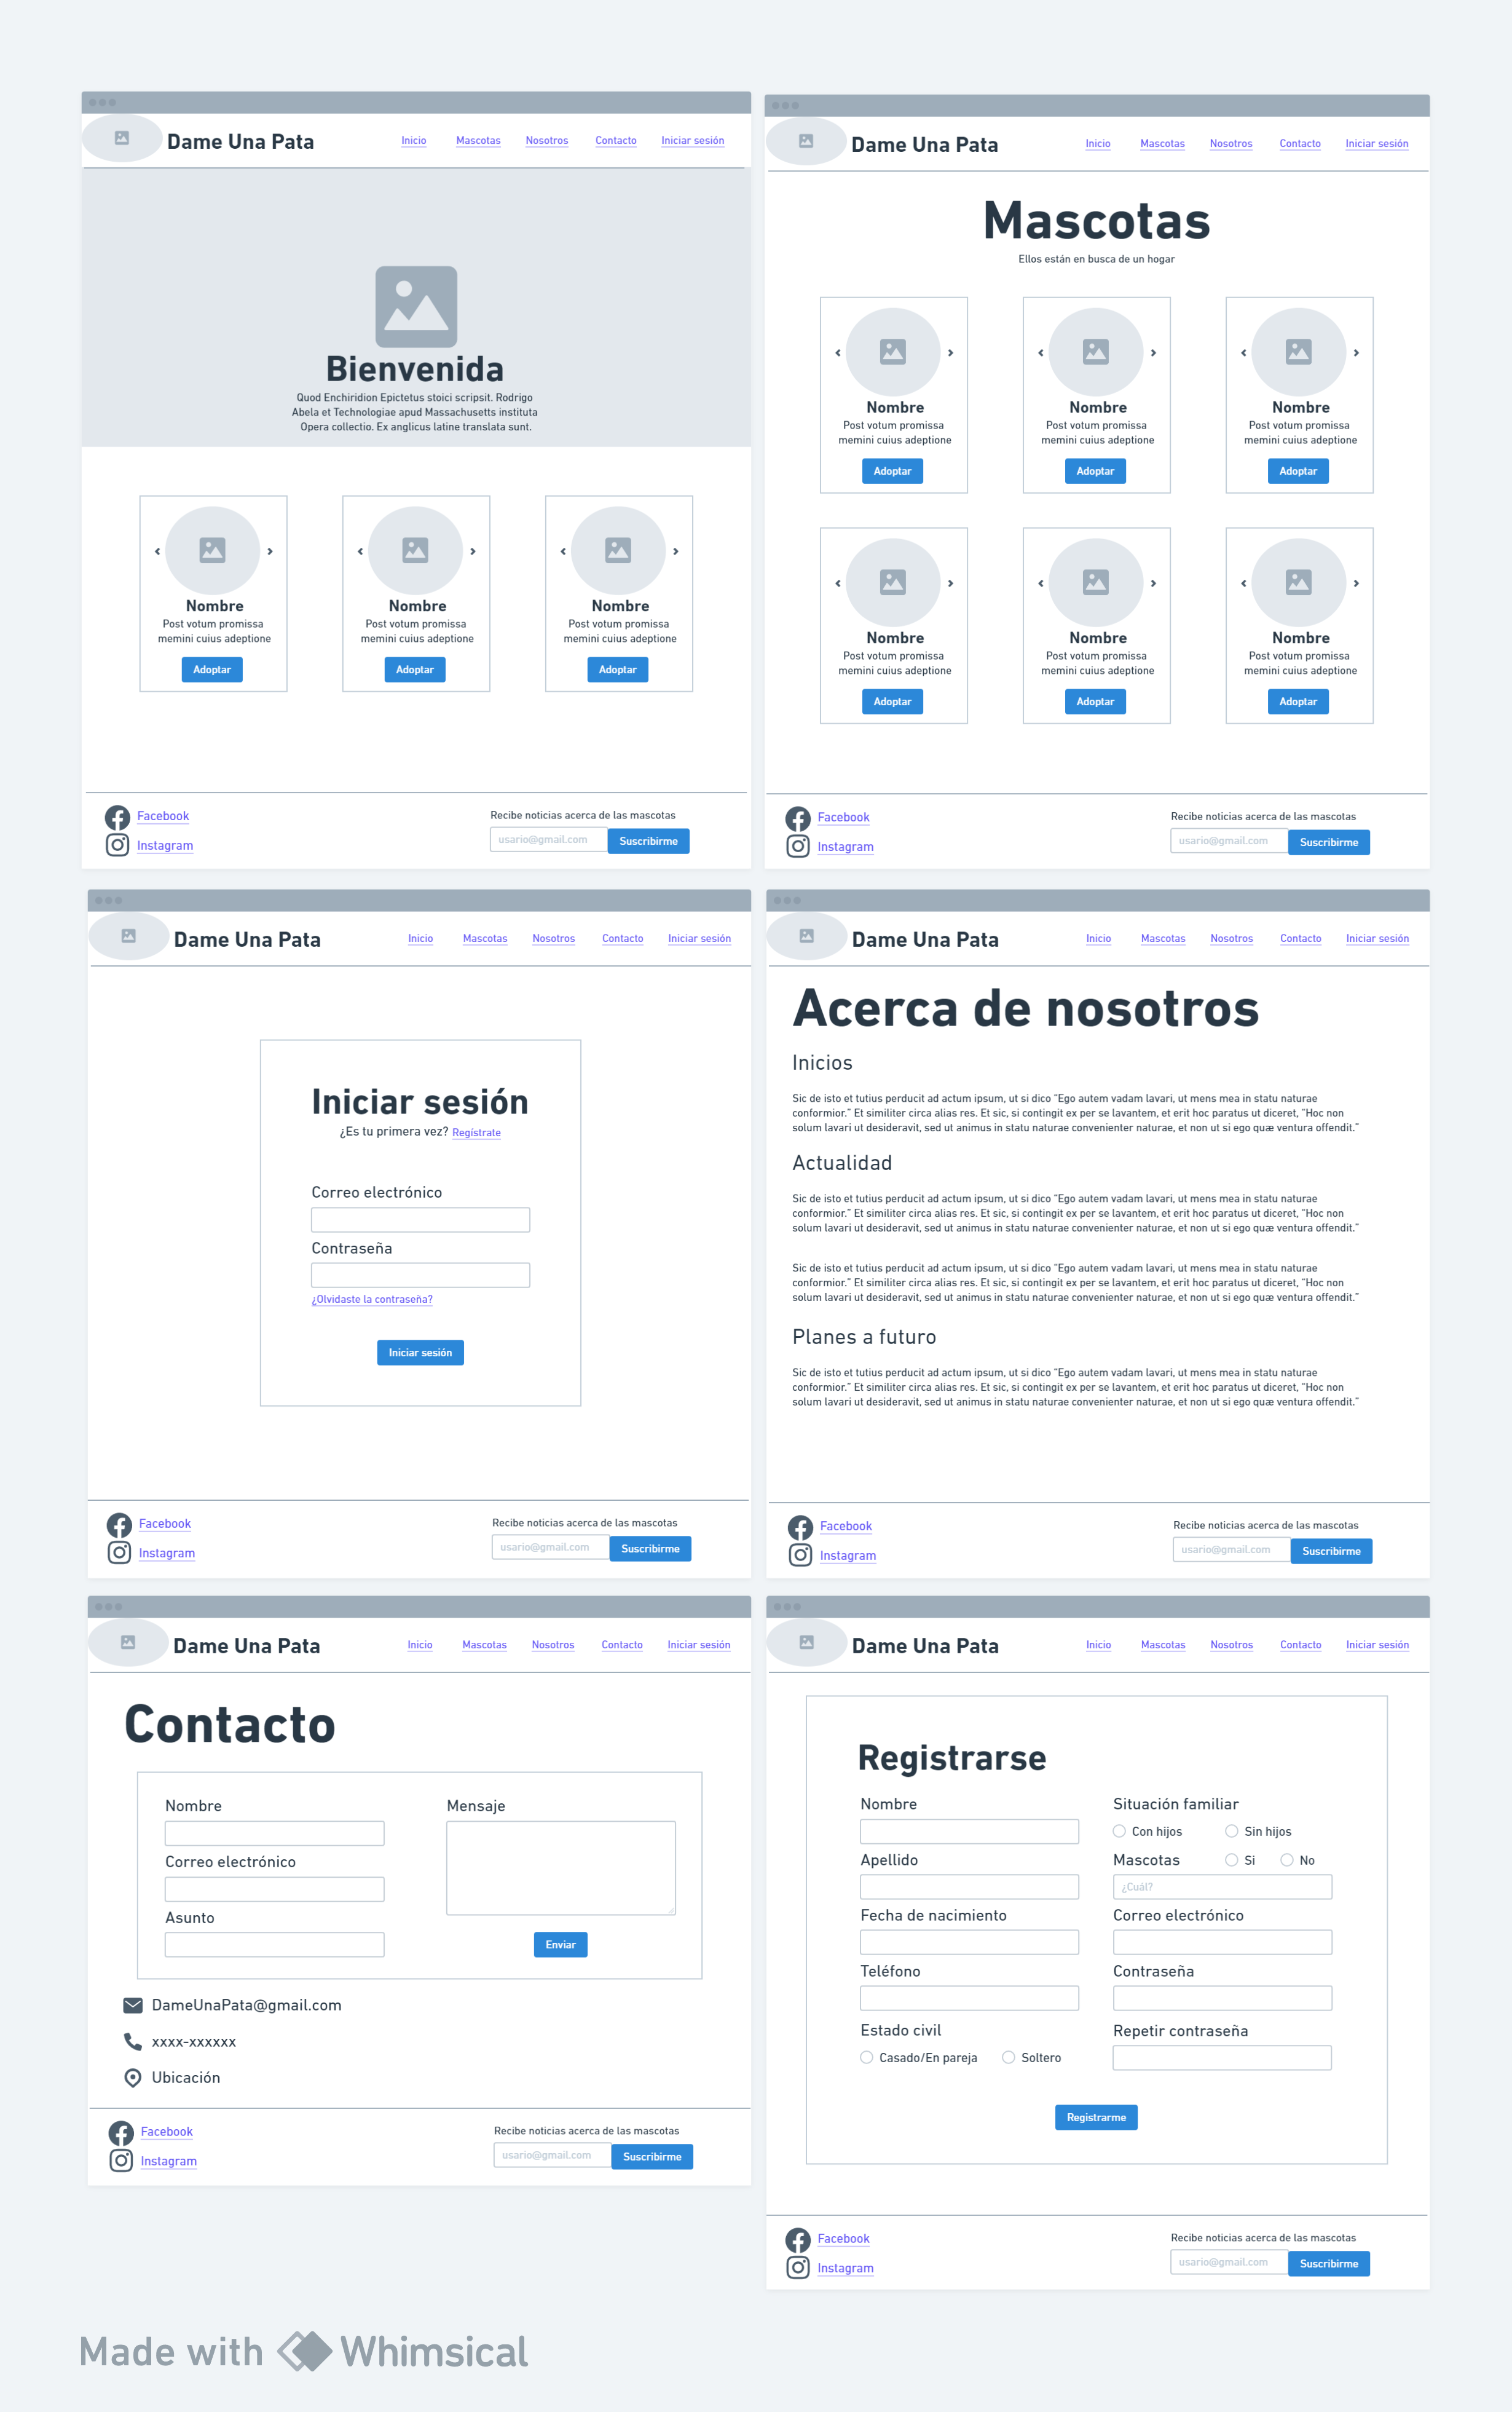 Dame Una Pata
Inicio Mascotas Nosotros Contacto Iniciar sesión
Bienvenida
Quod Enchiridion Epictetus stoici scripsit. Rodrigo
Abela et Technologiae apud Massachusetts instituta
Opera collectio. Ex anglicus latine translata sunt.
Nombre
Post votum promissa
memini cuius adeptione
Adoptar
Nombre
Post votum promissa
memini cuius adeptione
Adoptar
Nombre
Post votum promissa
memini cuius adeptione
Adoptar
Facebook
Instagram
Recibe noticias acerca de las mascotas
usario@gmail.com Suscribirme
Dame Una Pata
Inicio Mascotas Nosotros Contacto Iniciar sesión
Mascotas
Ellos están en busca de un hogar
Nombre
Post votum promissa
memini cuius adeptione
Adoptar
Nombre
Post votum promissa
memini cuius adeptione
Adoptar
Nombre
Post votum promissa
memini cuius adeptione
Adoptar
Nombre
Post votum promissa
memini cuius adeptione
Adoptar
Nombre
Post votum promissa
memini cuius adeptione
Adoptar
Nombre
Post votum promissa
memini cuius adeptione
Adoptar
Facebook
Instagram
Recibe noticias acerca de las mascotas
usario@gmail.com Suscribirme
Dame Una Pata
Inicio Mascotas Nosotros Contacto Iniciar sesión
Iniciar sesión
¿Es tu primera vez? Regístrate
Correo electrónico
Contraseña
¿Olvidaste la contraseña?
Iniciar sesión
Facebook
Instagram
Recibe noticias acerca de las mascotas
usario@gmail.com Suscribirme
Dame Una Pata
Inicio Mascotas Nosotros Contacto Iniciar sesión
Acerca de nosotros
Inicios
Sic de isto et tutius perducit ad actum ipsum, ut si dico "Ego autem vadam lavari, ut mens mea in statu naturae
conformior." Et similiter circa alias res. Et sic, si contingit ex per se lavantem, et erit hoc paratus ut diceret, "Hoc non
solum lavari ut desideravit, sed ut animus in statu naturae convenienter naturae, et non ut si ego quæ ventura offendit."
Actualidad
Sic de isto et tutius perducit ad actum ipsum, ut si dico "Ego autem vadam lavari, ut mens mea in statu naturae
conformior." Et similiter circa alias res. Et sic, si contingit ex per se lavantem, et erit hoc paratus ut diceret, "Hoc non
solum lavari ut desideravit, sed ut animus in statu naturae convenienter naturae, et non ut si ego quæ ventura offendit."
Sic de isto et tutius perducit ad actum ipsum, ut si dico "Ego autem vadam lavari, ut mens mea in statu naturae
conformior." Et similiter circa alias res. Et sic, si contingit ex per se lavantem, et erit hoc paratus ut diceret, "Hoc non
solum lavari ut desideravit, sed ut animus in statu naturae convenienter naturae, et non ut si ego quæ ventura offendit."
Planes a futuro
Sic de isto et tutius perducit ad actum ipsum, ut si dico "Ego autem vadam lavari, ut mens mea in statu naturae
conformior." Et similiter circa alias res. Et sic, si contingit ex per se lavantem, et erit hoc paratus ut diceret, "Hoc non
solum lavari ut desideravit, sed ut animus in statu naturae convenienter naturae, et non ut si ego quæ ventura offendit."
Facebook
Instagram
Recibe noticias acerca de las mascotas
usario@gmail.com Suscribirme
Dame Una Pata
Inicio Mascotas Nosotros Contacto Iniciar sesión
Contacto
Nombre
Correo electrónico
Asunto
Mensaje
Enviar
DameUnaPata@gmail.com
xxxx-xxxxxx
Ubicación
Facebook
Instagram
Recibe noticias acerca de las mascotas
usario@gmail.com Suscribirme
Dame Una Pata
Inicio Mascotas Nosotros Contacto Iniciar sesión
Registrarse
Nombre
Apellido
Fecha de nacimiento
Teléfono
Estado civil
Casado/En pareja Soltero
Situación familiar
Con hijos Sin hijos
Mascotas Si No
¿Cuál?
Correo electrónico
Contraseña
Repetir contraseña
Registrarme
Facebook
Instagram
Recibe noticias acerca de las mascotas
usario@gmail.com Suscribirme
Made with Whimsical